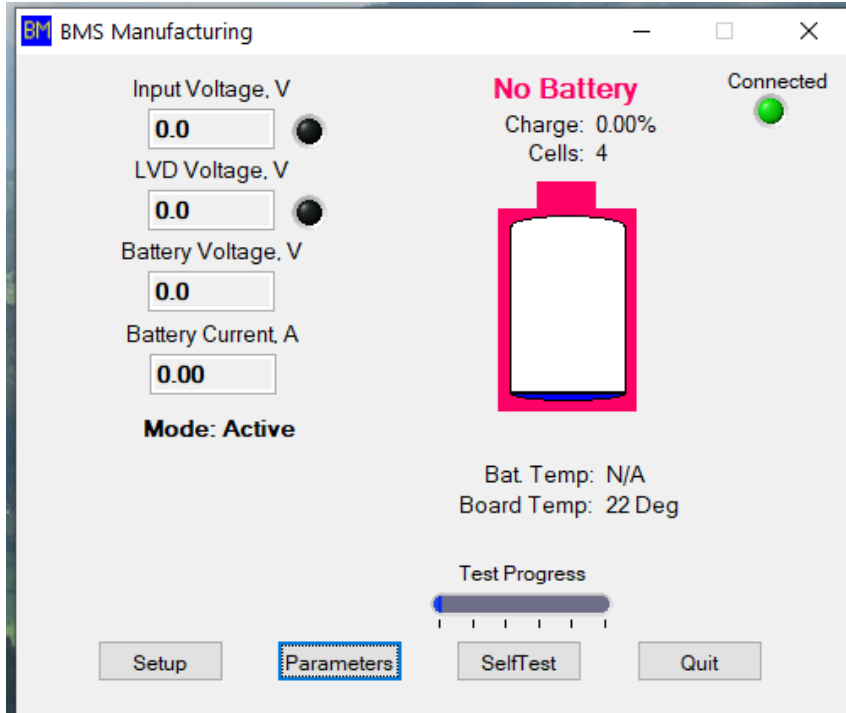 BM BMS Manufacturing
Input Voltage, V
0.0
LVD Voltage, V
0.0
Battery Voltage, V
0.0
Battery Current, A
0.00
Mode: Active
No Battery
Charge: 0.00%
Cells: 4
Connected
Bat. Temp: N/A
Board Temp: 22 Deg
Test Progress
Setup
Parameters
SelfTest
Quit